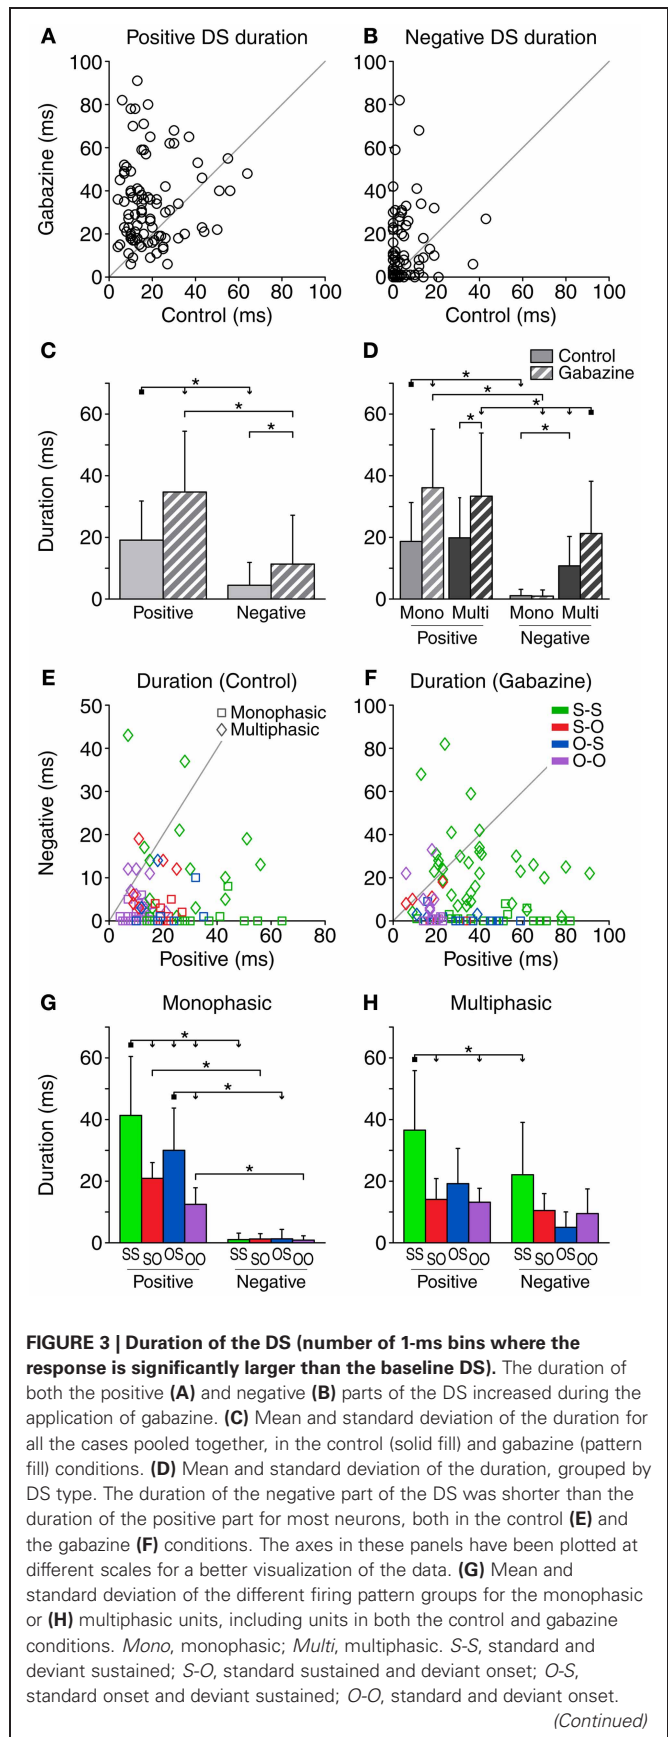 A Positive DS duration
B Negative DS duration
100
80
60
40
20
0
Gabazine (ms)
0 20 40 60 80 100
Control (ms)
100
80
60
40
20
0
0 20 40 60 80 100
Control (ms)
C
60
40
20
0
Duration (ms)
* * *
Positive Negative
D
Control
Gabazine
60
40
20
0
* * * * *
Mono Multi Mono Multi
Positive Negative
E Duration (Control)
Monophasic
Multiphasic
50
40
30
20
10
0
Negative (ms)
0 20 40 60 80
Positive (ms)
F Duration (Gabazine)
S-S
S-O
O-S
O-O
100
80
60
40
20
0
0 20 40 60 80 100
Positive (ms)
G Monophasic
60
40
20
0
Duration (ms)
* * * *
SS SO OS OO SS SO OS OO
Positive Negative
H Multiphasic
60
40
20
0
*
SS SO OS OO SS SO OS OO
Positive Negative
FIGURE 3 | Duration of the DS (number of 1-ms bins where the
response is significantly larger than the baseline DS). The duration of
both the positive (A) and negative (B) parts of the DS increased during the
application of gabazine. (C) Mean and standard deviation of the duration for
all the cases pooled together, in the control (solid fill) and gabazine (pattern
fill) conditions. (D) Mean and standard deviation of the duration, grouped by
DS type. The duration of the negative part of the DS was shorter than the
duration of the positive part for most neurons, both in the control (E) and
the gabazine (F) conditions. The axes in these panels have been plotted at
different scales for a better visualization of the data. (G) Mean and
standard deviation of the different firing pattern groups for the monophasic
or (H) multiphasic units, including units in both the control and gabazine
conditions. Mono, monophasic; Multi, multiphasic. S-S, standard and
deviant sustained; S-O, standard sustained and deviant onset; O-S,
standard onset and deviant sustained; O-O, standard and deviant onset.
(Continued)